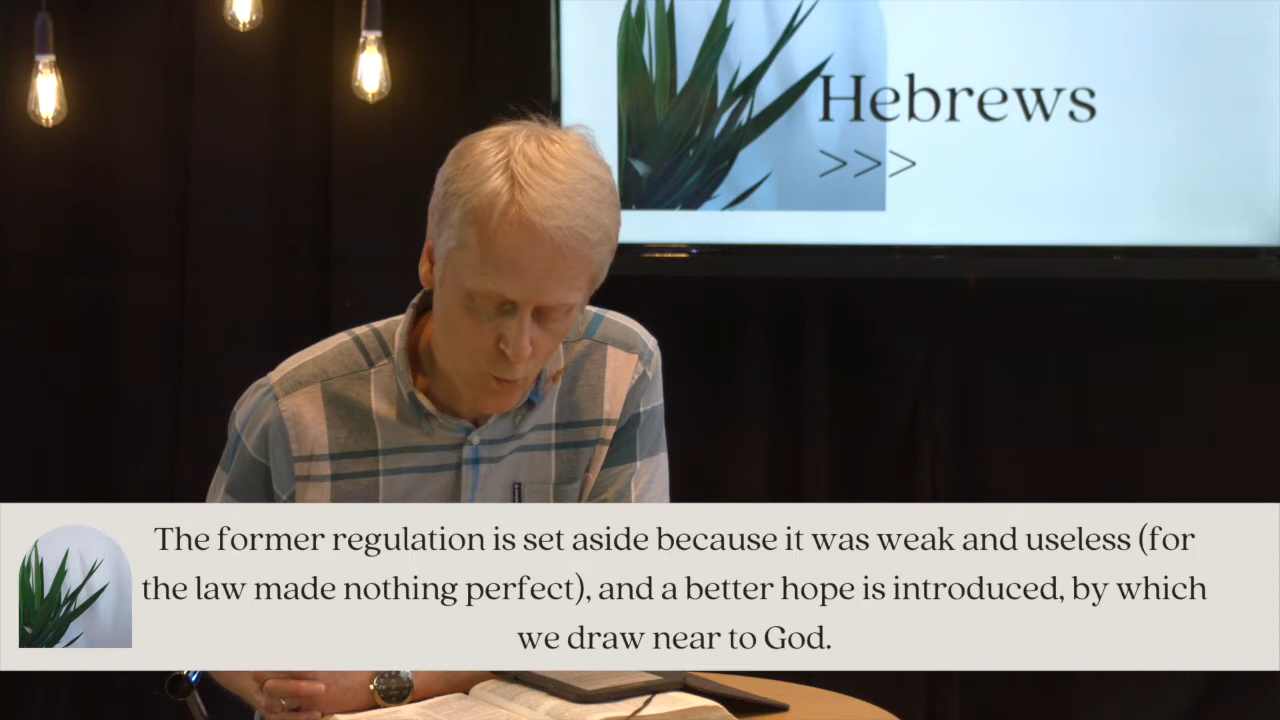 Hebrews
>>>
The former regulation is set aside because it was weak and useless (for
the law made nothing perfect), and a better hope is introduced, by which
we draw near to God.